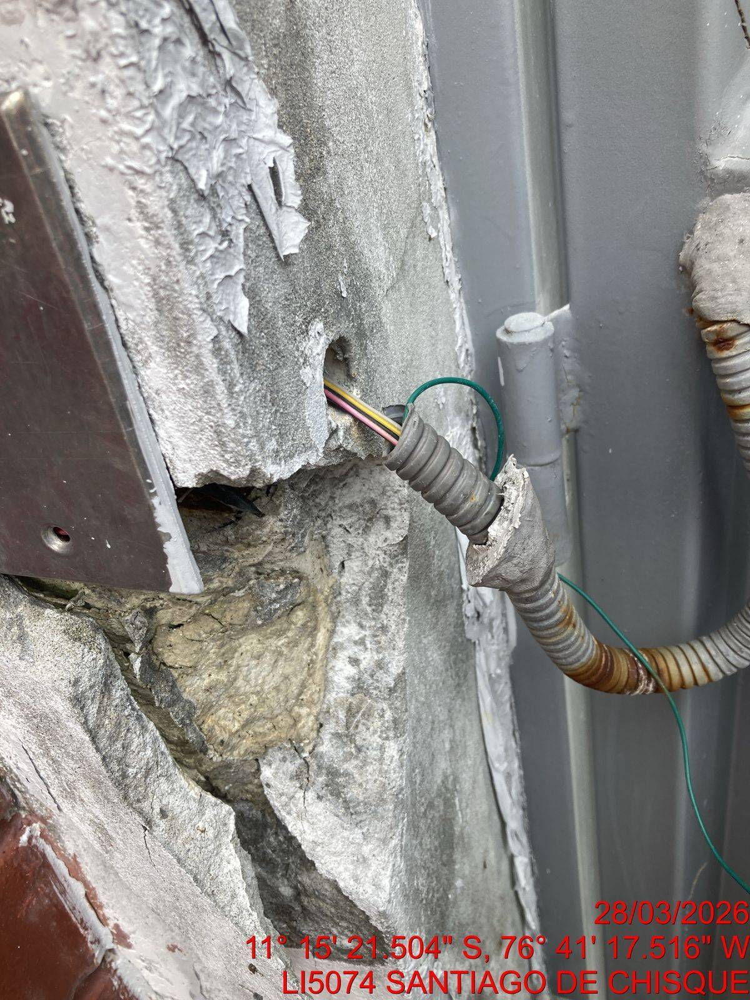 28/03/2026
11° 15' 21.504" S, 76° 41' 17.516" W
LI5074 SANTIAGO DE CHISQUE